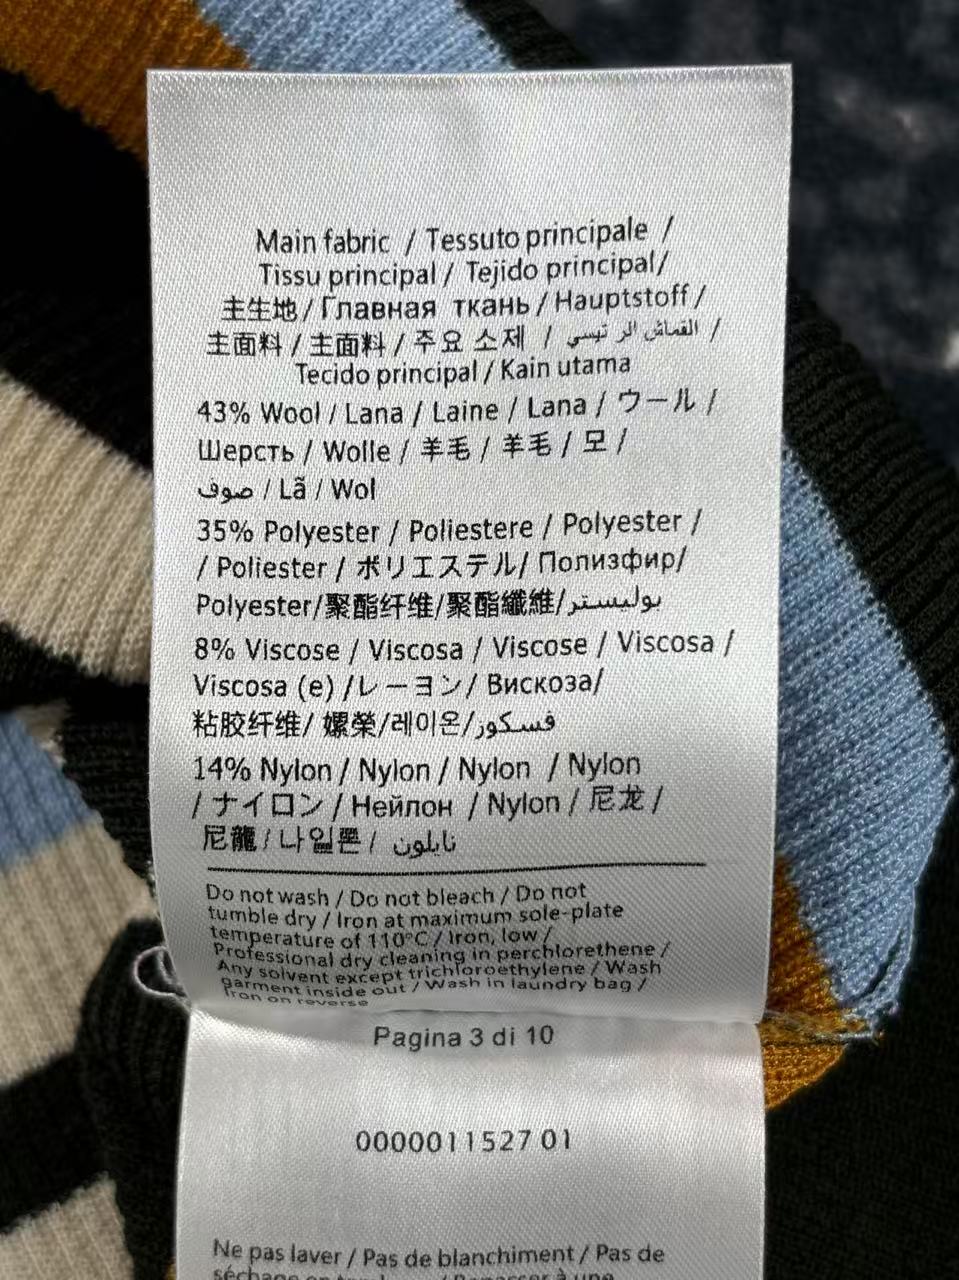 Main fabric / Tessuto principale /
Tissu principal / Tejido principal/
主生地/Главная ткань/Hauptstoff/
主面料/主面料/주요 소재 / القماش الر تيسي /
Tecido principal/Kain utama
43% Wool / Lana / Laine / Lana / ウール /
Шерсть / Wolle / 羊毛 / 羊毛 / 모 /
صوف / Lã / Wol
35% Polyester / Poliestere / Polyester /
/ Poliester / ポリエステル/ Полизфир/
Polyester/聚酯纤维/聚酯纖維/بوليستر
8% Viscose / Viscosa / Viscose / Viscosa /
Viscosa (e) /レーヨン/ Вискоза/
粘胶纤维/ 嫘縈/레이온/فسكوز
14% Nylon / Nylon / Nylon / Nylon
/ ナイロン / Нейлон / Nylon / 尼龙 /
尼龍/나일론/ نايلون
Do not wash / Do not bleach / Do not
tumble dry / Iron at maximum sole-plate
temperature of 110°C / Iron, low /
Professional dry cleaning in perchlorethene /
Any solvent except trichloroethylene / Wash
garment inside out / Wash in laundry bag /
Iron on reverse
Pagina 3 di 10
0000011527 01
Ne pas laver / Pas de blanchiment / Pas de